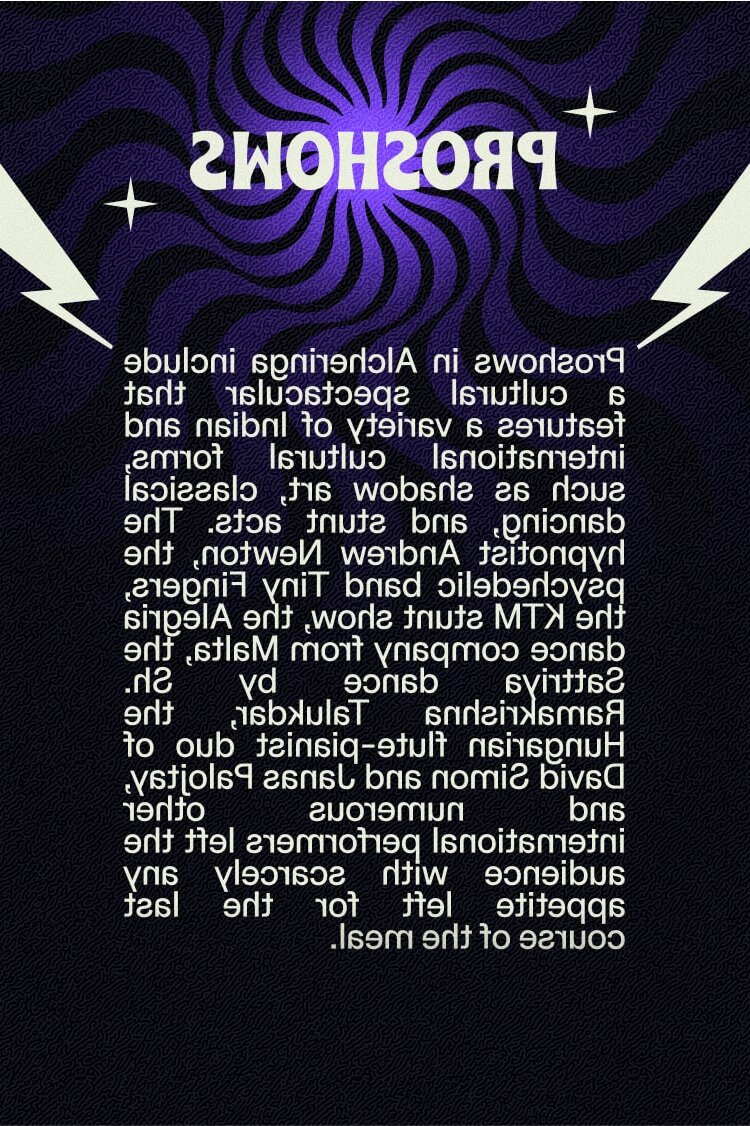 PROSHOWS
Proshows in Alcheringa include
a cultural spectacular that
features a variety of Indian and
international cultural forms,
such as shadow art, classical
dancing, and stunt acts. The
hypnotist Andrew Newton, the
psychedelic band Tiny Fingers,
the KTM stunt show, the Alegria
dance company from Malta, the
Sattriya dance by Sh.
Ramakrishna Talukdar, the
Hungarian flute-pianist duo of
David Simon and Janas Palojtay,
and numerous other
international performers left the
audience with scarcely any
appetite left for the last
course of the meal.